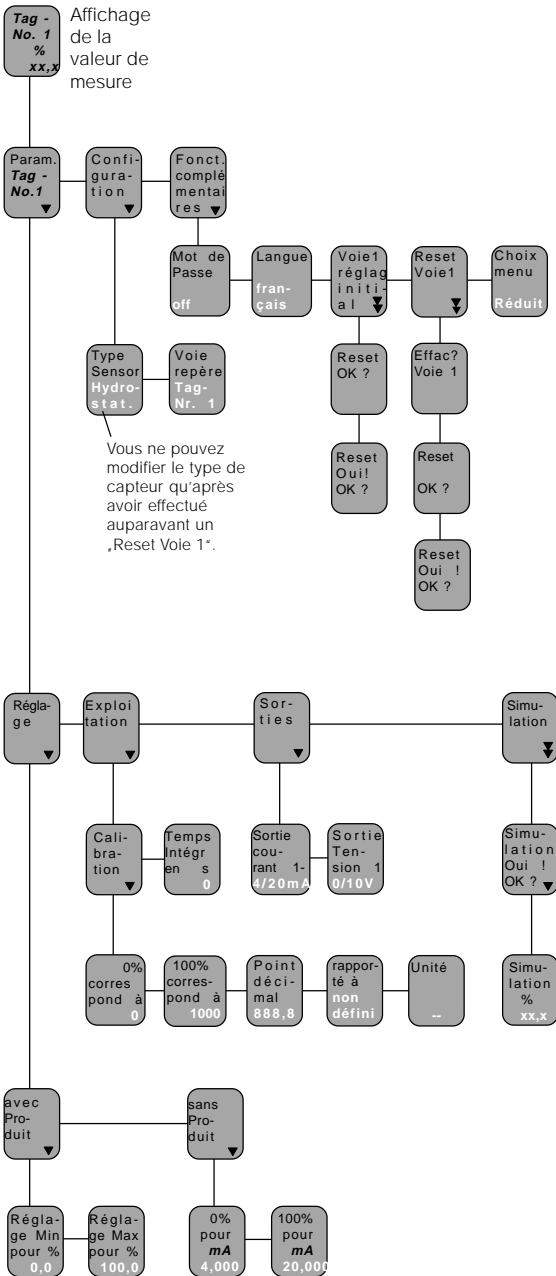 Tag -
No. 1
%
xx,x
Affichage
de la
valeur de
mesure
Param.
Tag -
No.1
Confi-
gura-
tion
Fonct.
complé
mentai
res
Mot de
Passe
off
Langue
fran-
çais
Voie1
réglag
initi-
al
Reset
Voie1
Choix
menu
Réduit
Reset
OK ?
Effac?
Voie 1
Type
Sensor
Hydro-
stat.
Voie
repère
Tag-
Nr. 1
Vous ne pouvez
modifier le type de
capteur qu'après
avoir effectué
auparavant un
„Reset Voie 1“.
Reset
Oui!
OK ?
Reset
OK ?
Reset
Oui !
OK ?
Régla-
ge
Exploi
tation
Sor-
ties
Simu-
lation
Cali-
bra-
tion
Temps
Intégr
en s
0
Sortie
cou-
rant 1-
4/20mA
Sortie
Ten-
sion 1
0/10V
Simu-
lation
Oui !
OK ?
0%
corres
pond à
0
100%
corres-
pond à
1000
Point
déci-
mal
888,8
rappor-
té à
non
défini
Unité
--
Simu-
lation
%
xx,x
avec
Pro-
duit
sans
Pro-
duit
Régla-
ge Min
pour %
0,0
Régla-
ge Max
pour %
100,0
0%
pour
mA
4,000
100%
pour
mA
20,000